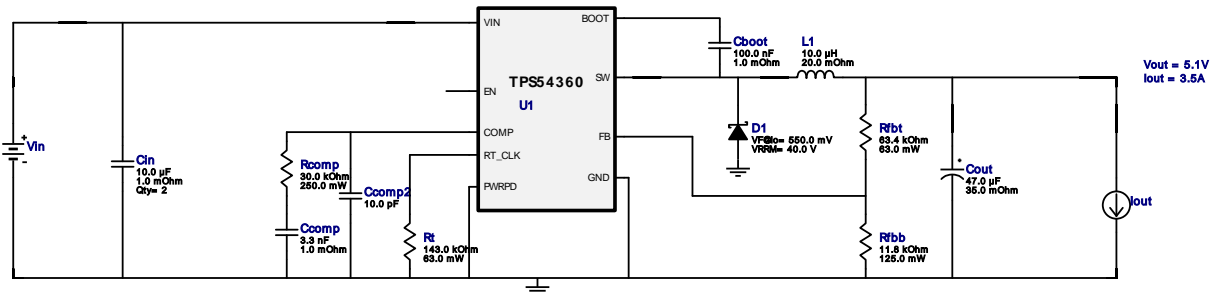 VIN
BOOT
SW
EN
COMP
RT_CLK
PWRPD
FB
GND
TPS54360
U1
Vin
Cin
10.0 µF
1.0 mOhm
Qty= 2
Rcomp
30.0 kOhm
250.0 mW
Ccomp
3.3 nF
1.0 mOhm
Ccomp2
10.0 pF
Rt
143.0 kOhm
63.0 mW
Cboot
100.0 nF
1.0 mOhm
L1
10.0 µH
20.0 mOhm
D1
VF@Io= 550.0 mV
VRRM= 40.0 V
Rfbt
63.4 kOhm
63.0 mW
Rfbb
11.8 kOhm
125.0 mW
Cout
47.0 µF
35.0 mOhm
Iout
Vout = 5.1V
Iout = 3.5A